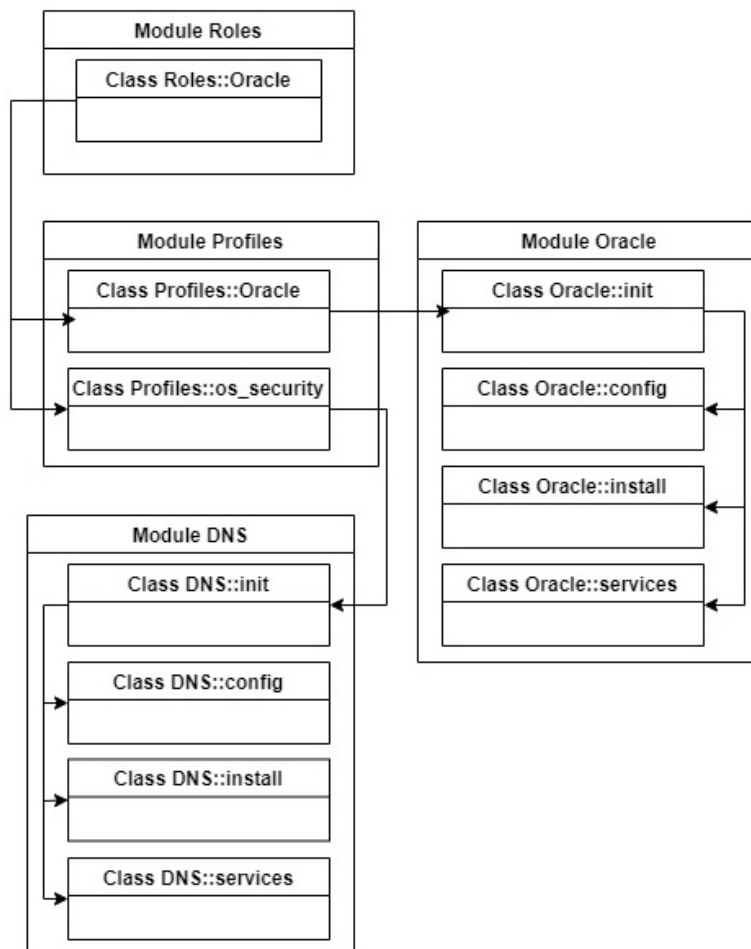 Module Roles
Class Roles::Oracle
Module Profiles
Class Profiles::Oracle
Class Profiles::os_security
Module Oracle
Class Oracle::init
Class Oracle::config
Class Oracle::install
Class Oracle::services
Module DNS
Class DNS::init
Class DNS::config
Class DNS::install
Class DNS::services